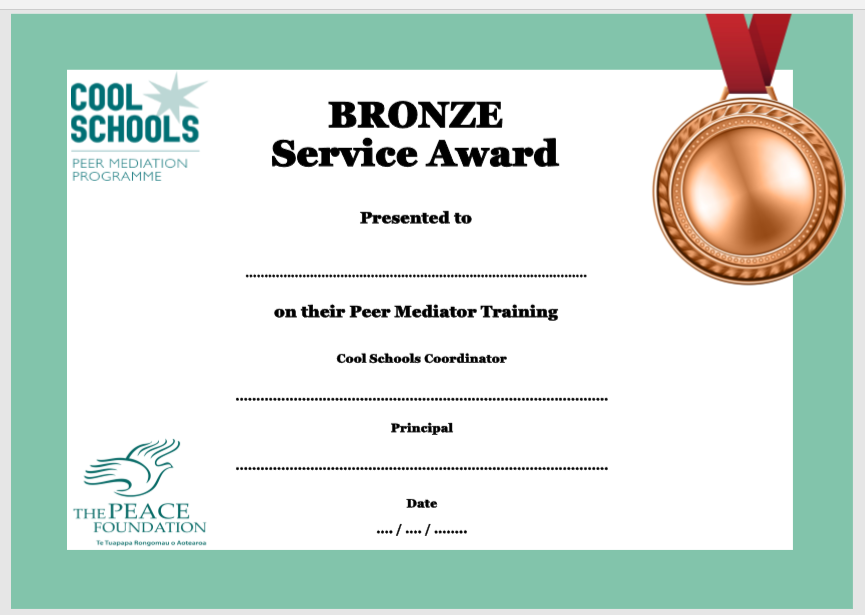 COOL
SCHOOLS
PEER MEDIATION
PROGRAMME
BRONZE
Service Award
Presented to
........................................................................................
on their Peer Mediator Training
Cool Schools Coordinator
..........................................................................................
Principal
..........................................................................................
Date
.... / .... / ........
THE PEACE
FOUNDATION
Te Tuapapa Rongomau o Aotearoa